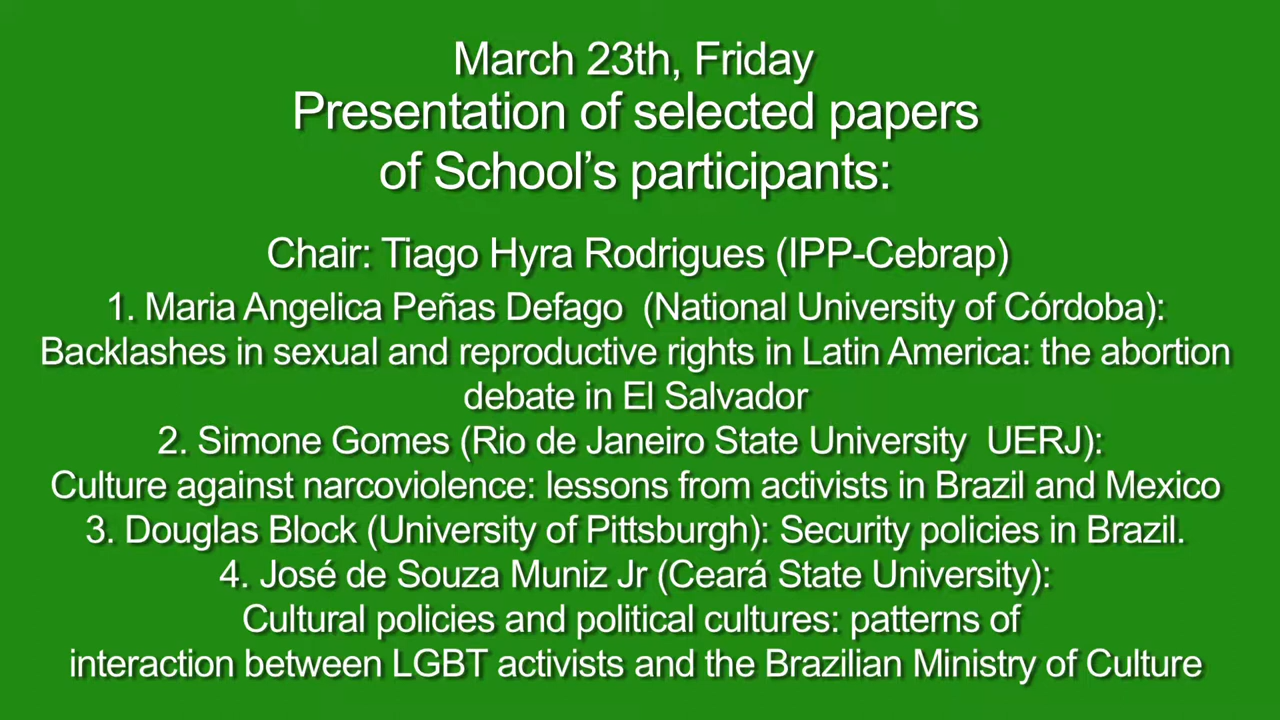 March 23th, Friday
Presentation of selected papers
of School’s participants:
Chair: Tiago Hyra Rodrigues (IPP-Cebrap)
1. Maria Angelica Peñas Defago (National University of Córdoba):
Backlashes in sexual and reproductive rights in Latin America: the abortion
debate in El Salvador
2. Simone Gomes (Rio de Janeiro State University UERJ):
Culture against narcoviolence: lessons from activists in Brazil and Mexico
3. Douglas Block (University of Pittsburgh): Security policies in Brazil.
4. José de Souza Muniz Jr (Ceará State University):
Cultural policies and political cultures: patterns of
interaction between LGBT activists and the Brazilian Ministry of Culture